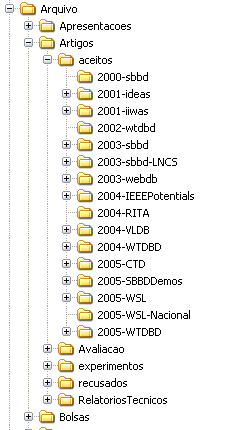 Arquivo
Apresentacoes
Artigos
aceitos
2000-sbbd
2001-ideas
2001-iiwas
2002-wtdbd
2003-sbbd
2003-sbbd-LNCS
2003-webdb
2004-IEEEPotentials
2004-RITA
2004-VLDB
2004-WTDBD
2005-CTD
2005-SBBDDemos
2005-WSL
2005-WSL-Nacional
2005-WTDBD
Avaliacao
experimentos
recusados
RelatoriosTecnicos
Bolsas